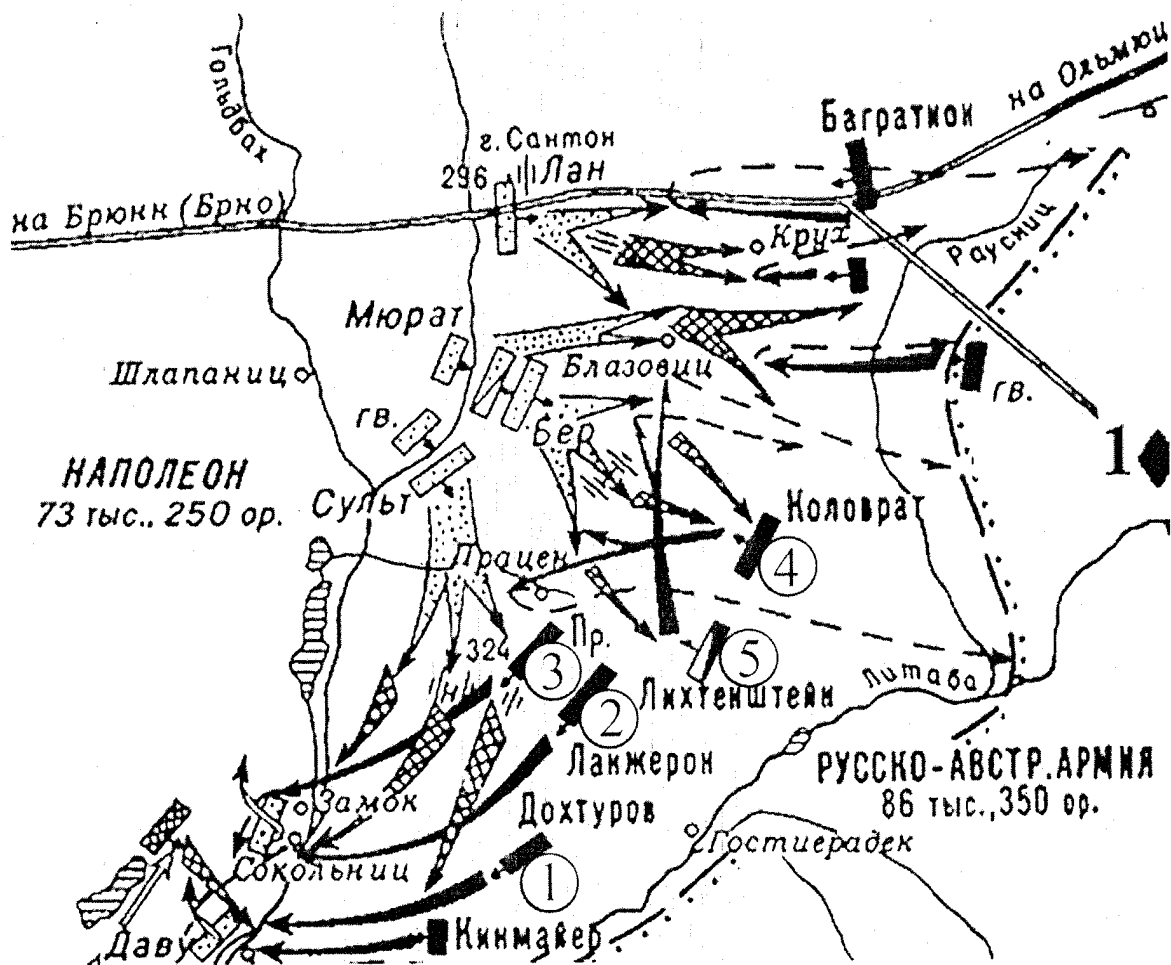 Гольдбах
на Ольмюц
Багратион
г. Сантон
296
Лан
на Брюнн (Брно)
Крух
Раусниц
Мюрат
Шлапаниц
Блазовиц
гв.
гв.
Бер
1
НАПОЛЕОН
73 тыс., 250 ор.
Сульт
Коловрат
4
Працен
Пр.
324
3
5
Литава
Лихтенштейн
2
Ланжерон
РУССКО-АВСТР. АРМИЯ
86 тыс., 350 ор.
Замок
Дохтуров
Гостиерадек
Сокольниц
1
Даву
Кинмайер